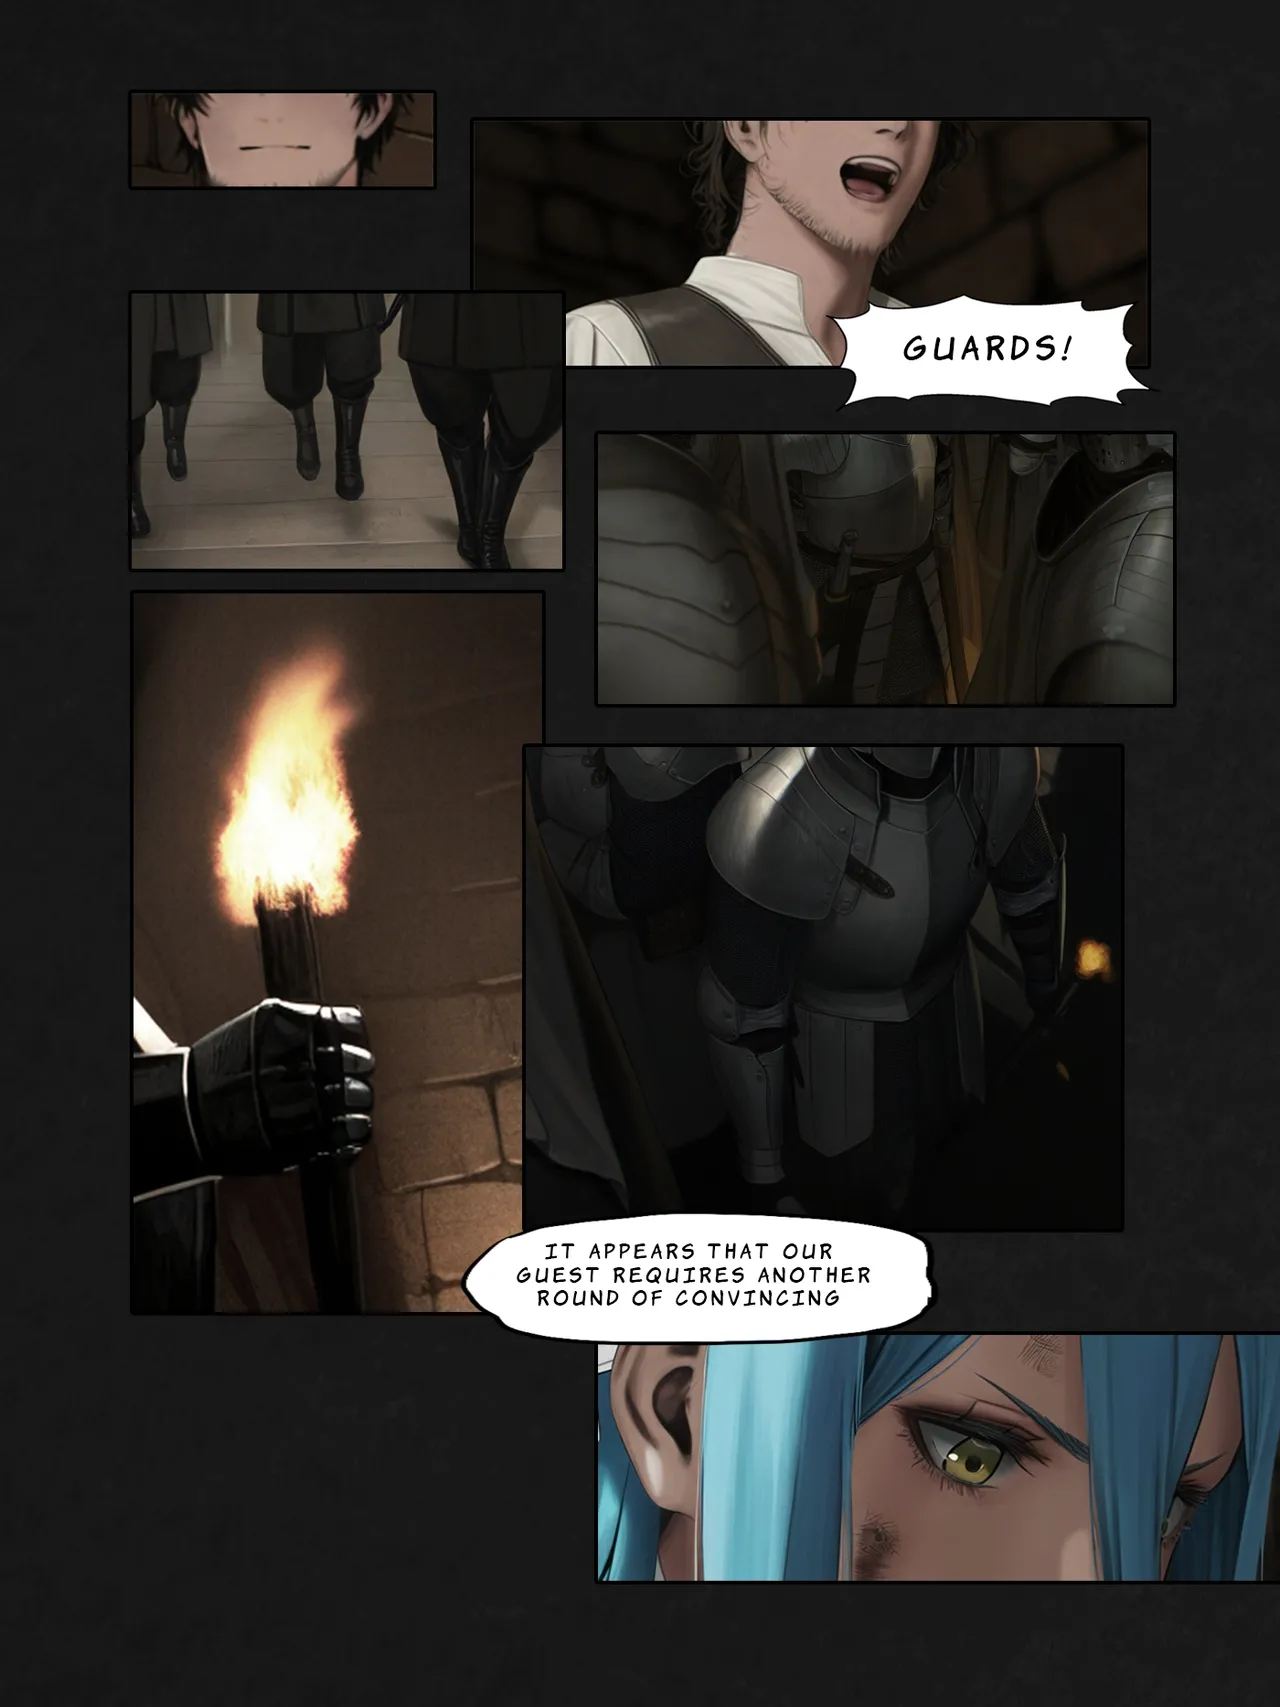 GUARDS!
IT APPEARS THAT OUR
GUEST REQUIRES ANOTHER
ROUND OF CONVINCING